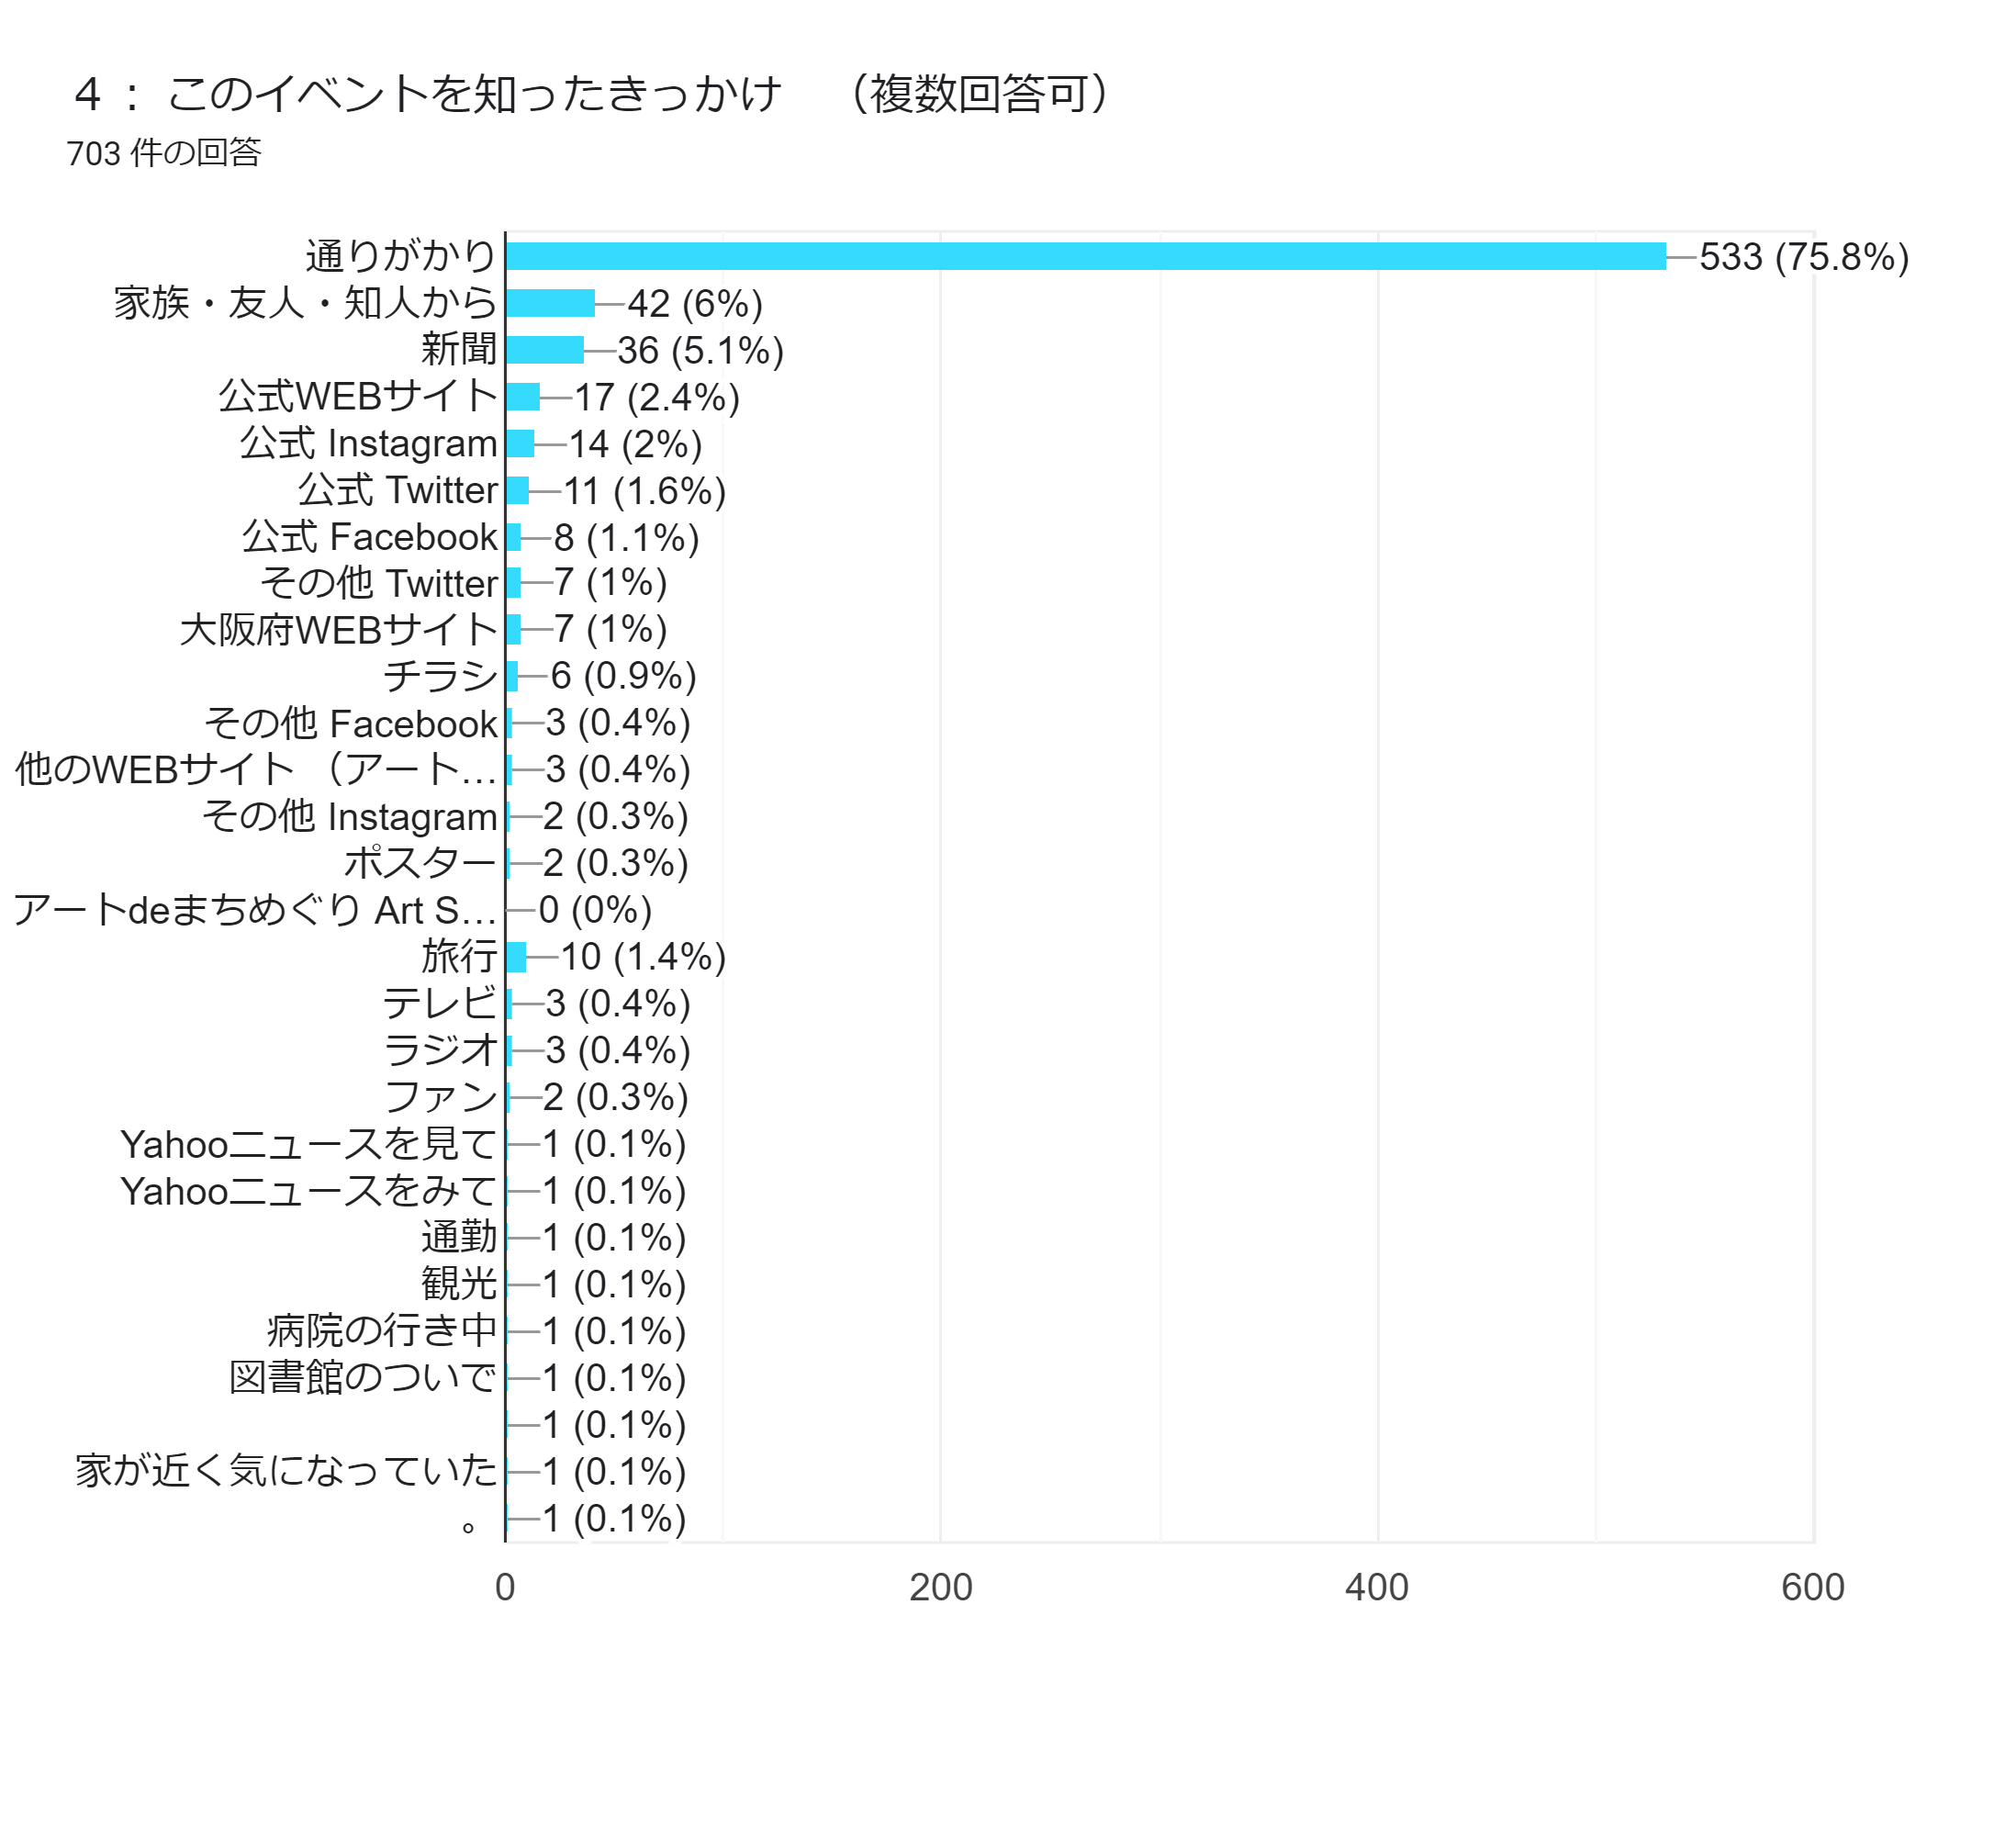 ４： このイベントを知ったきっかけ　（複数回答可）
703 件の回答
通りがかり 533 (75.8%)
家族・友人・知人から 42 (6%)
新聞 36 (5.1%)
公式WEBサイト 17 (2.4%)
公式 Instagram 14 (2%)
公式 Twitter 11 (1.6%)
公式 Facebook 8 (1.1%)
その他 Twitter 7 (1%)
大阪府WEBサイト 7 (1%)
チラシ 6 (0.9%)
その他 Facebook 3 (0.4%)
他のWEBサイト （アート… 3 (0.4%)
その他 Instagram 2 (0.3%)
ポスター 2 (0.3%)
アートdeまちめぐり Art S… 0 (0%)
旅行 10 (1.4%)
テレビ 3 (0.4%)
ラジオ 3 (0.4%)
ファン 2 (0.3%)
Yahooニュースを見て 1 (0.1%)
Yahooニュースをみて 1 (0.1%)
通勤 1 (0.1%)
観光 1 (0.1%)
病院の行き中 1 (0.1%)
図書館のついで 1 (0.1%)
1 (0.1%)
家が近く気になっていた 1 (0.1%)
。 1 (0.1%)
0 200 400 600